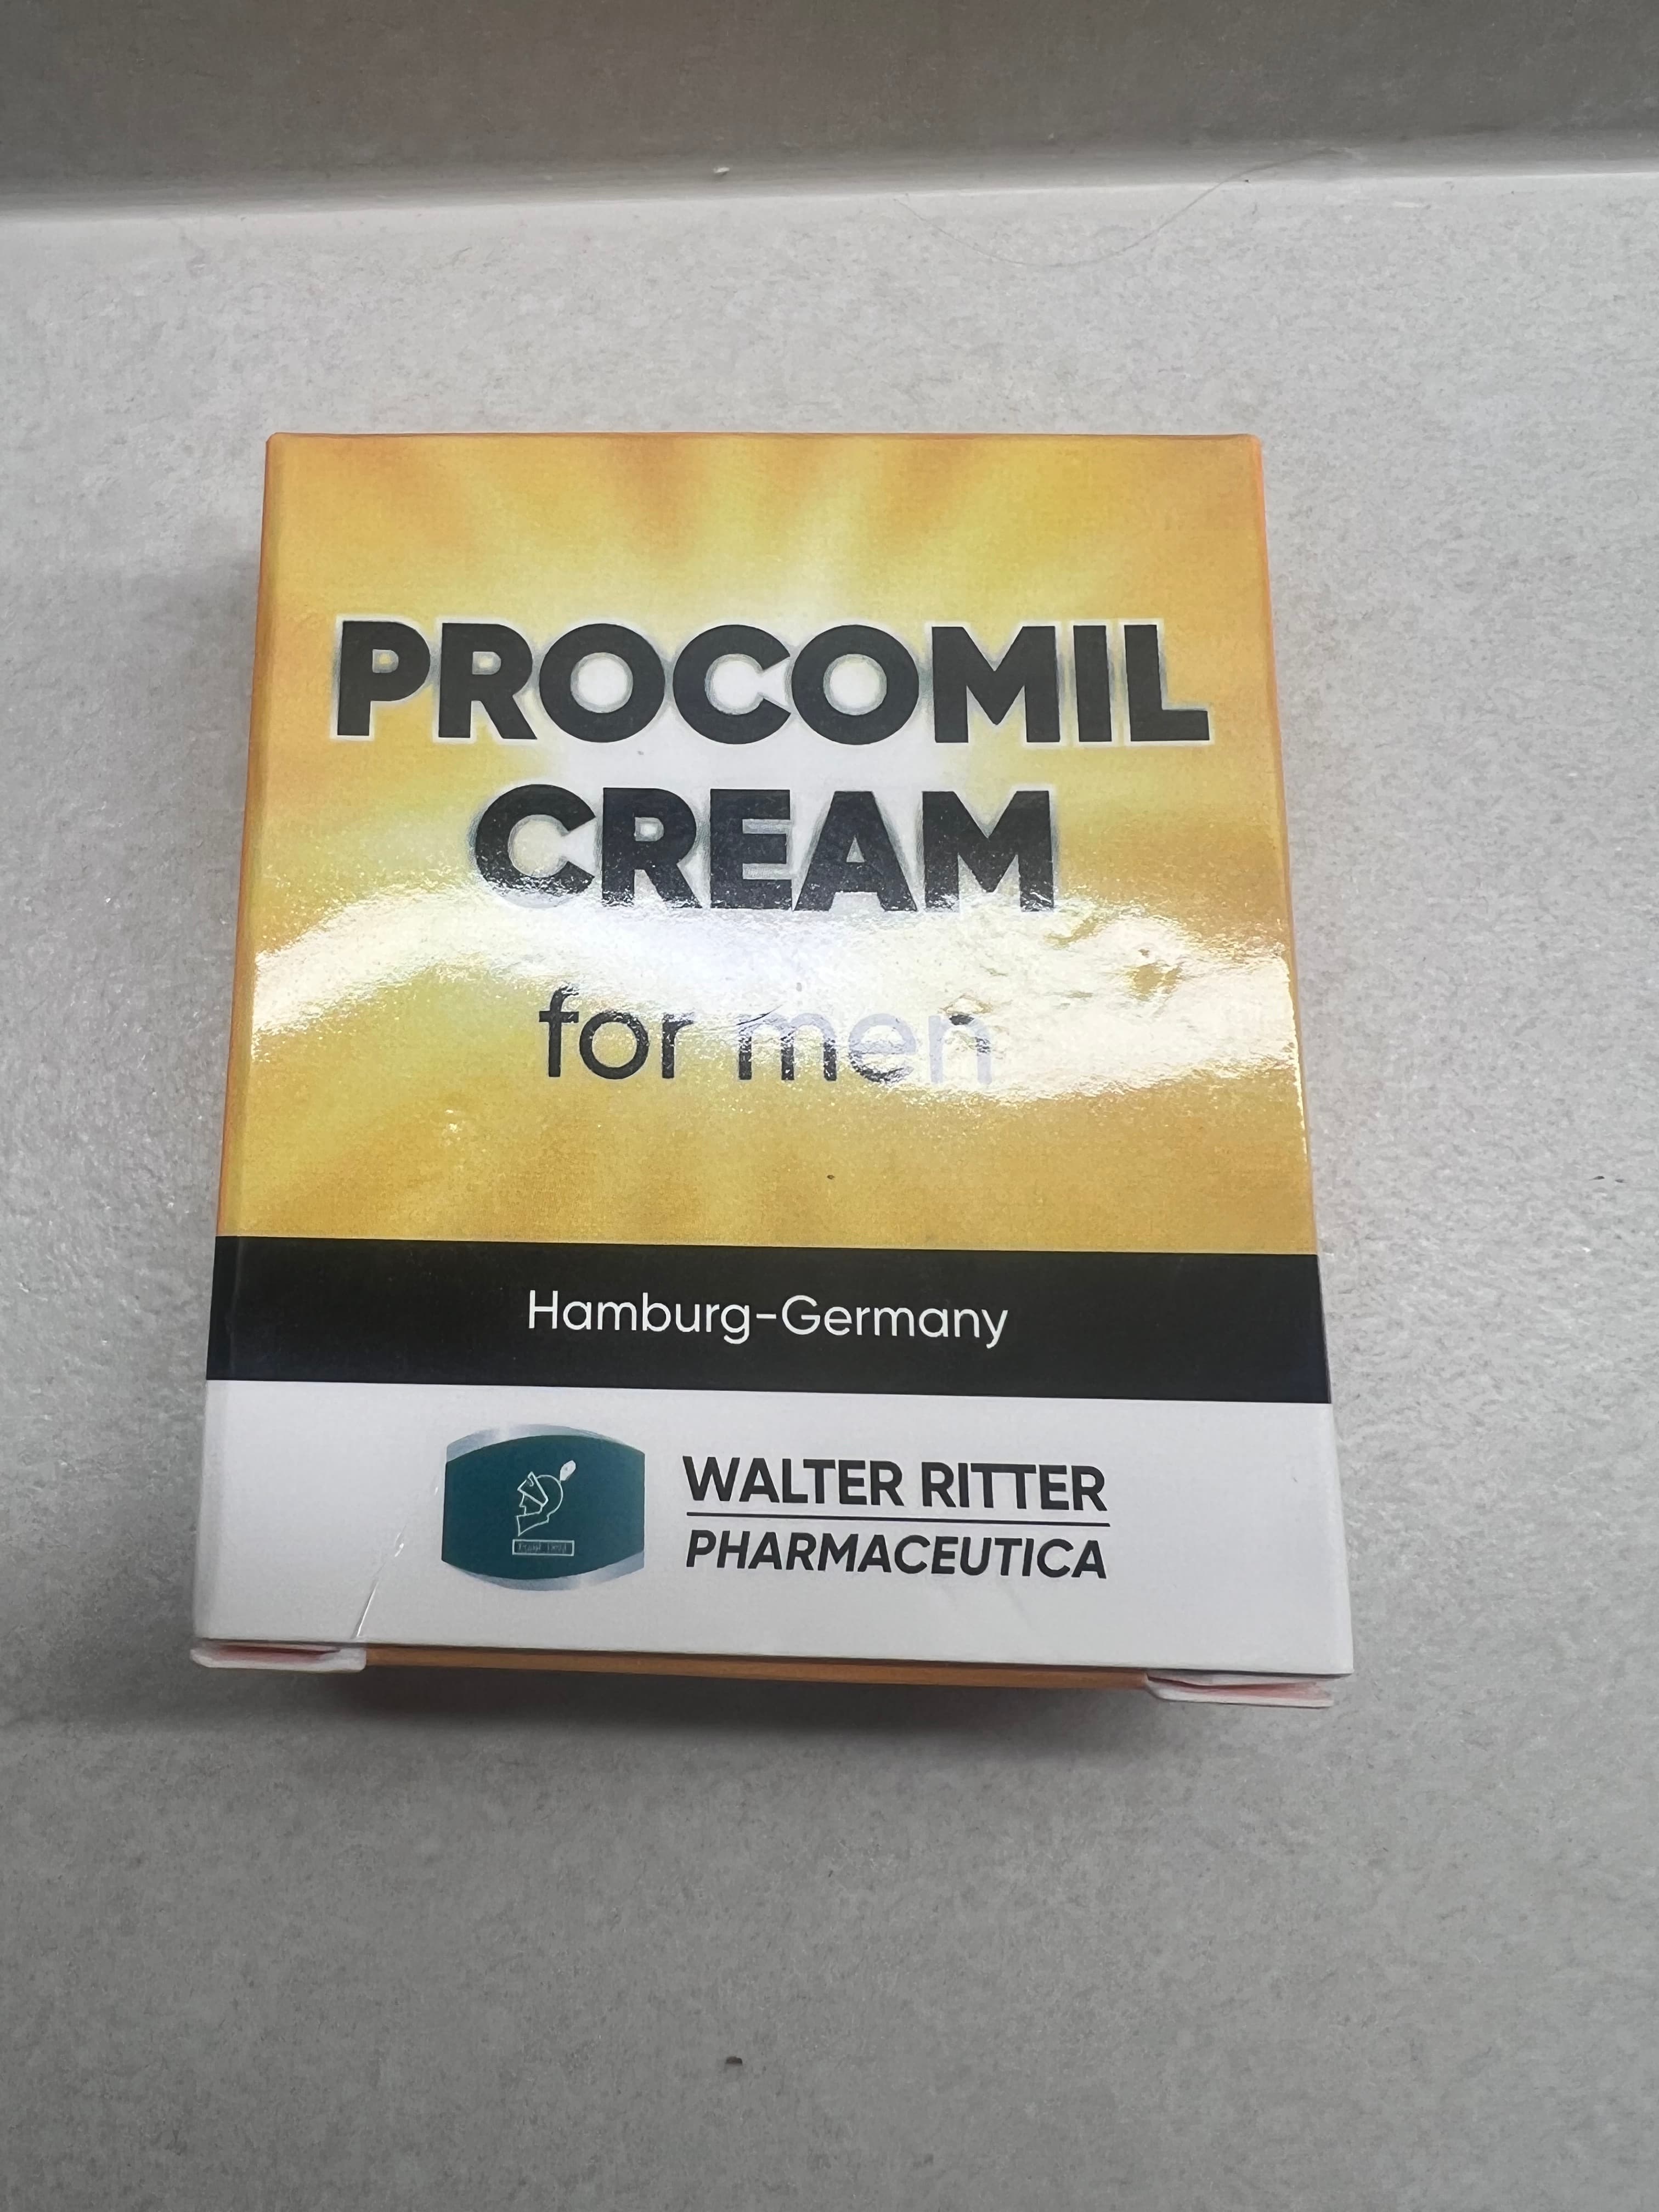 PROCOMIL
CREAM
for men
Hamburg-Germany
WALTER RITTER
PHARMACEUTICA